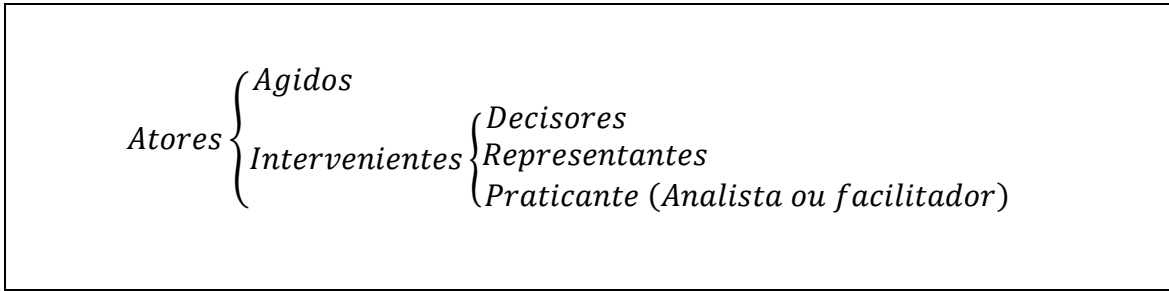 Agidos
Atores
Intervenientes
Decisores
Representantes
Praticante (Analista ou facilitador)